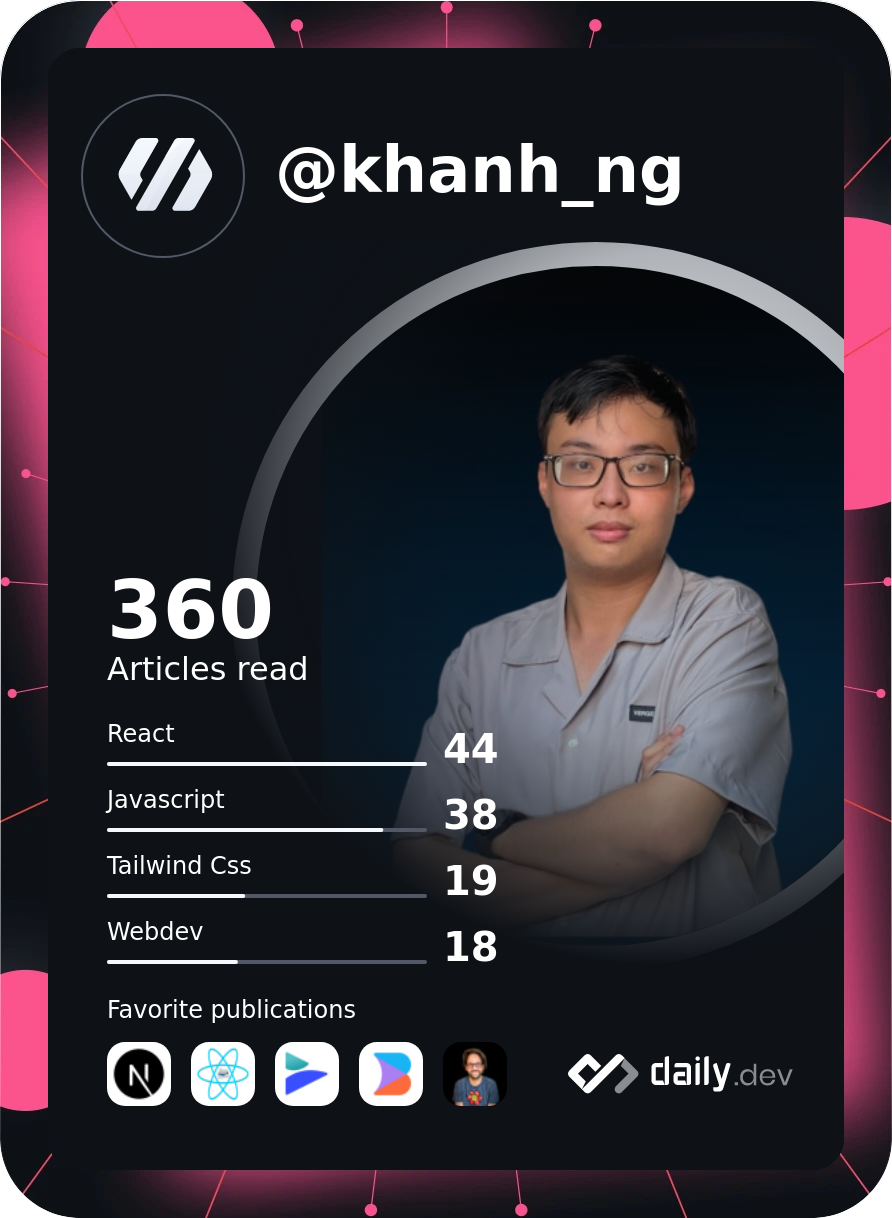 @khanh_ng
360
Articles read
React
44
Javascript
38
Tailwind Css
19
Webdev
18
Favorite publications
N
daily.dev